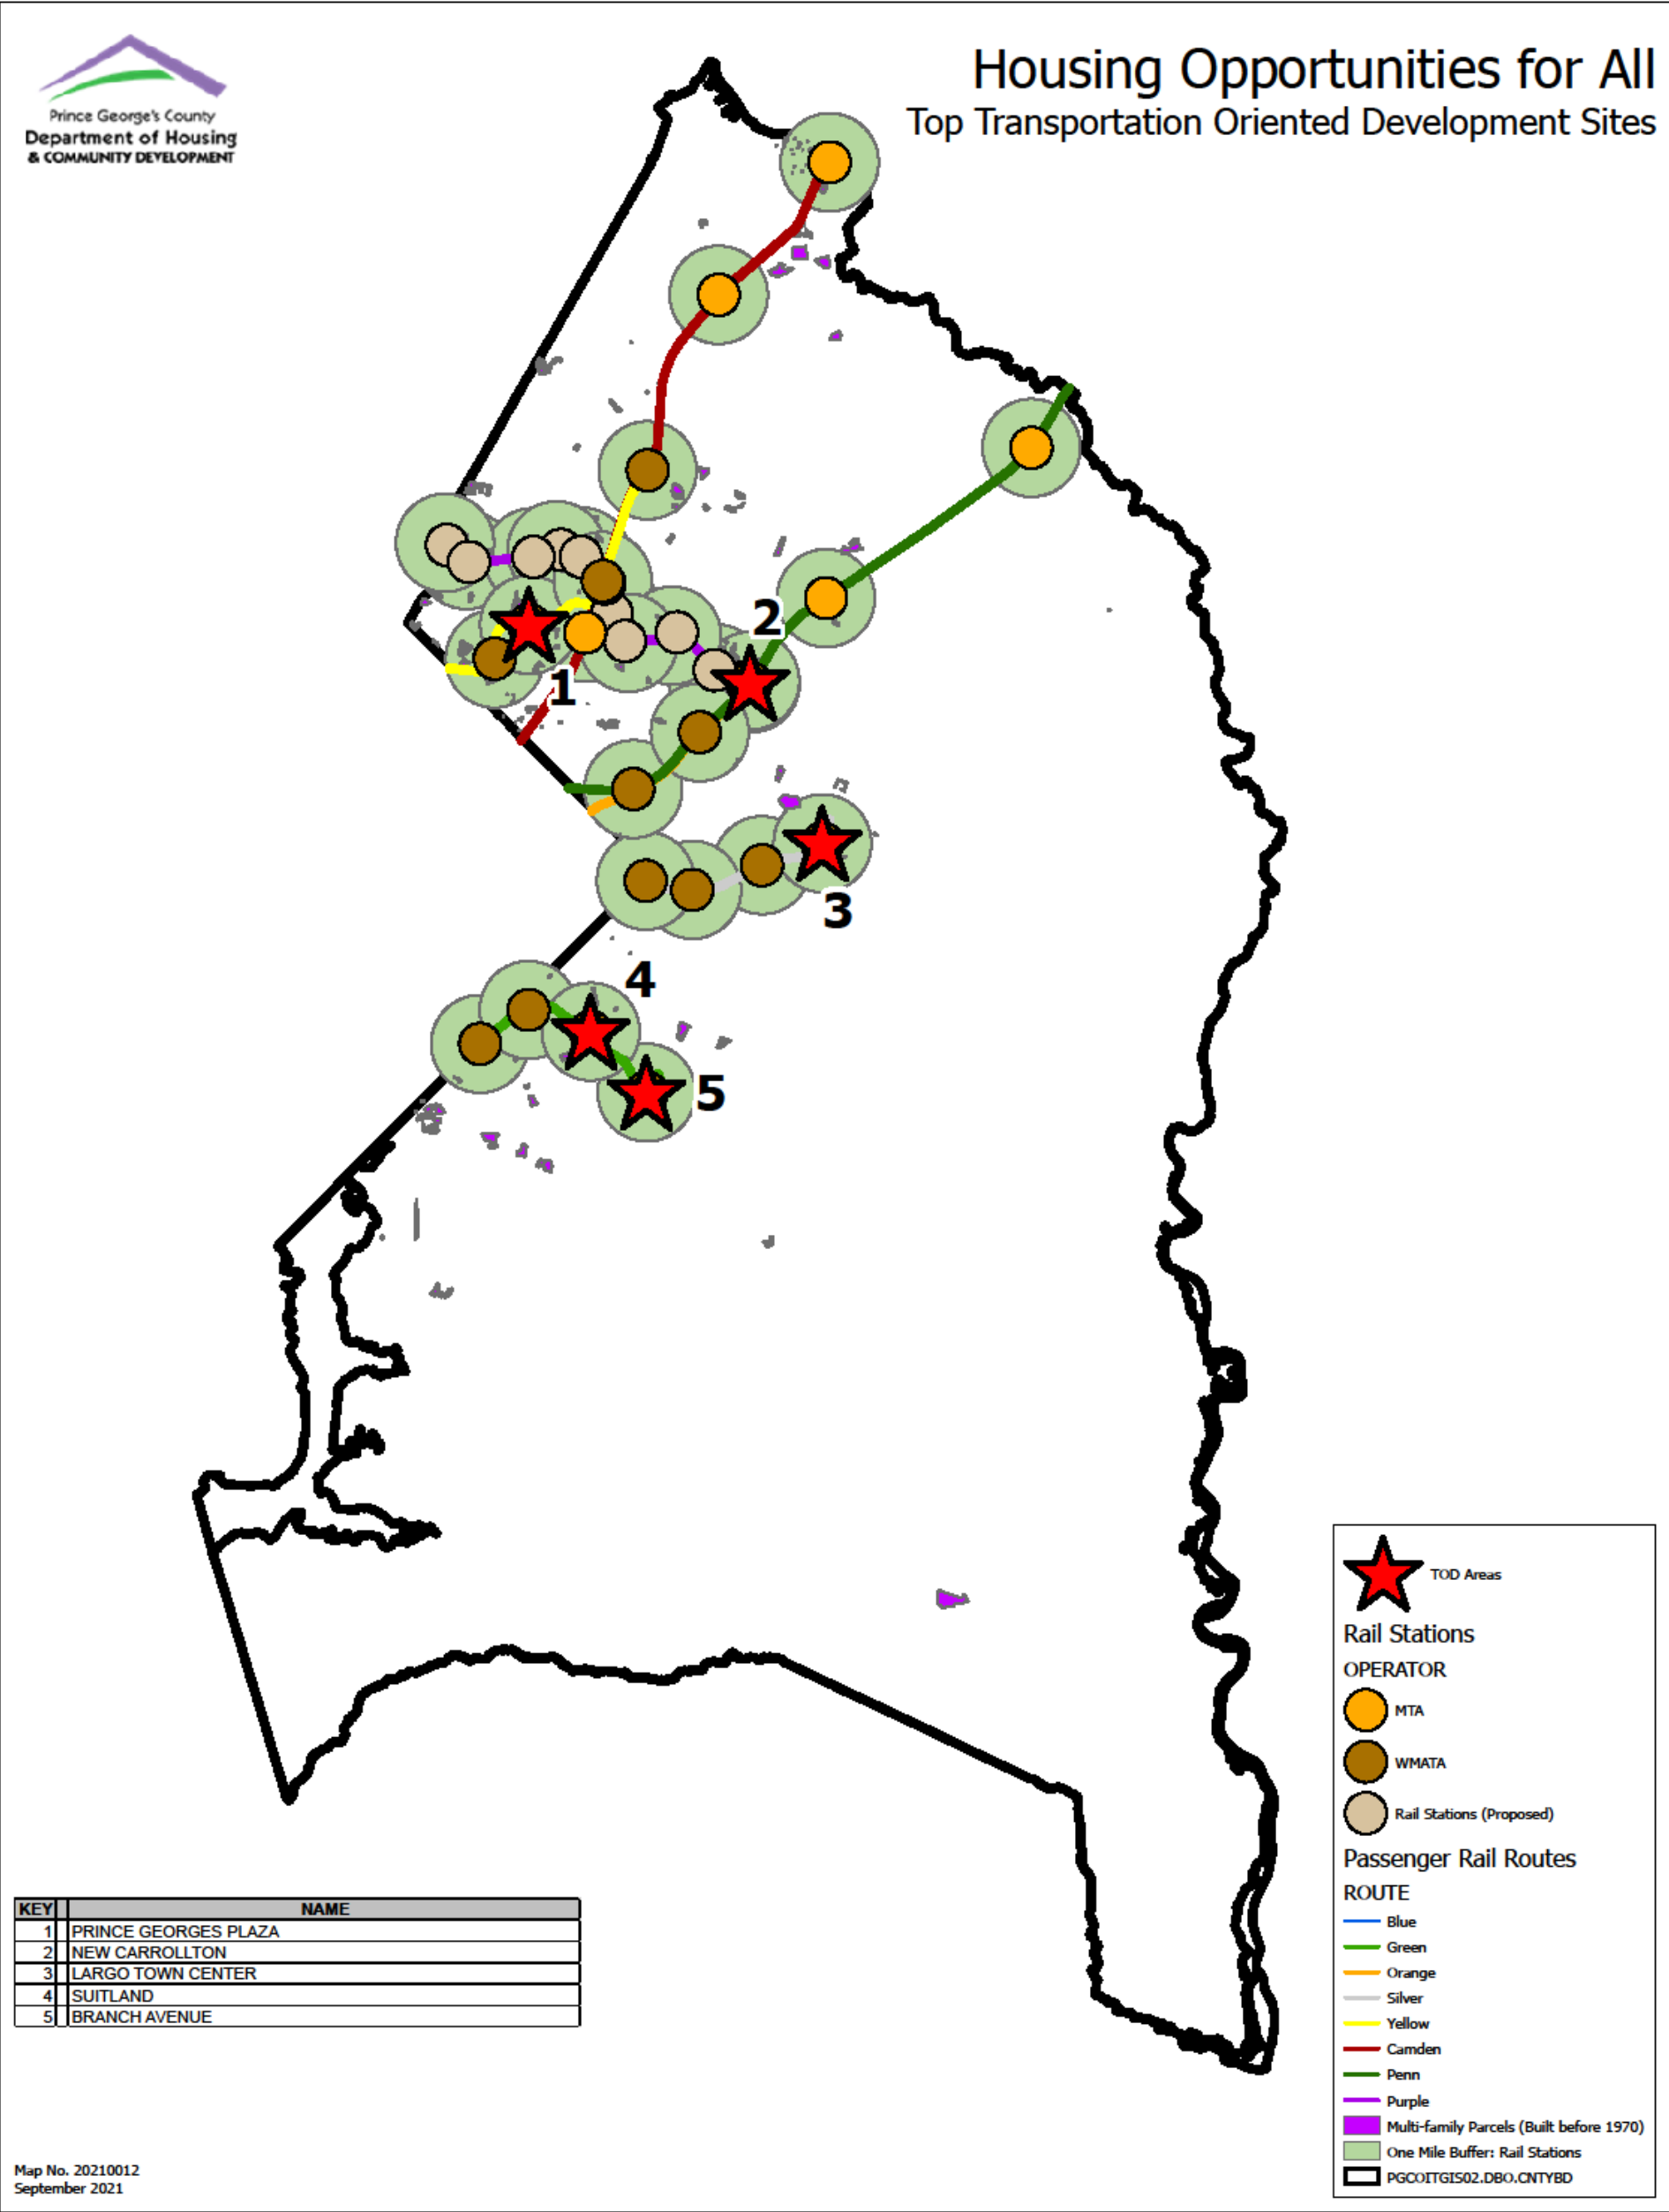 Prince George's County
Department of Housing
& COMMUNITY DEVELOPMENT
Housing Opportunities for All
Top Transportation Oriented Development Sites
1
2
3
4
5
TOD Areas
Rail Stations
OPERATOR
MTA
WMATA
Rail Stations (Proposed)
Passenger Rail Routes
ROUTE
Blue
Green
Orange
Silver
Yellow
Camden
Penn
Purple
Multi-family Parcels (Built before 1970)
One Mile Buffer: Rail Stations
PGCOITGIS02.DBO.CNTYBD
KEY NAME
1 PRINCE GEORGES PLAZA
2 NEW CARROLLTON
3 LARGO TOWN CENTER
4 SUITLAND
5 BRANCH AVENUE
Map No. 20210012
September 2021